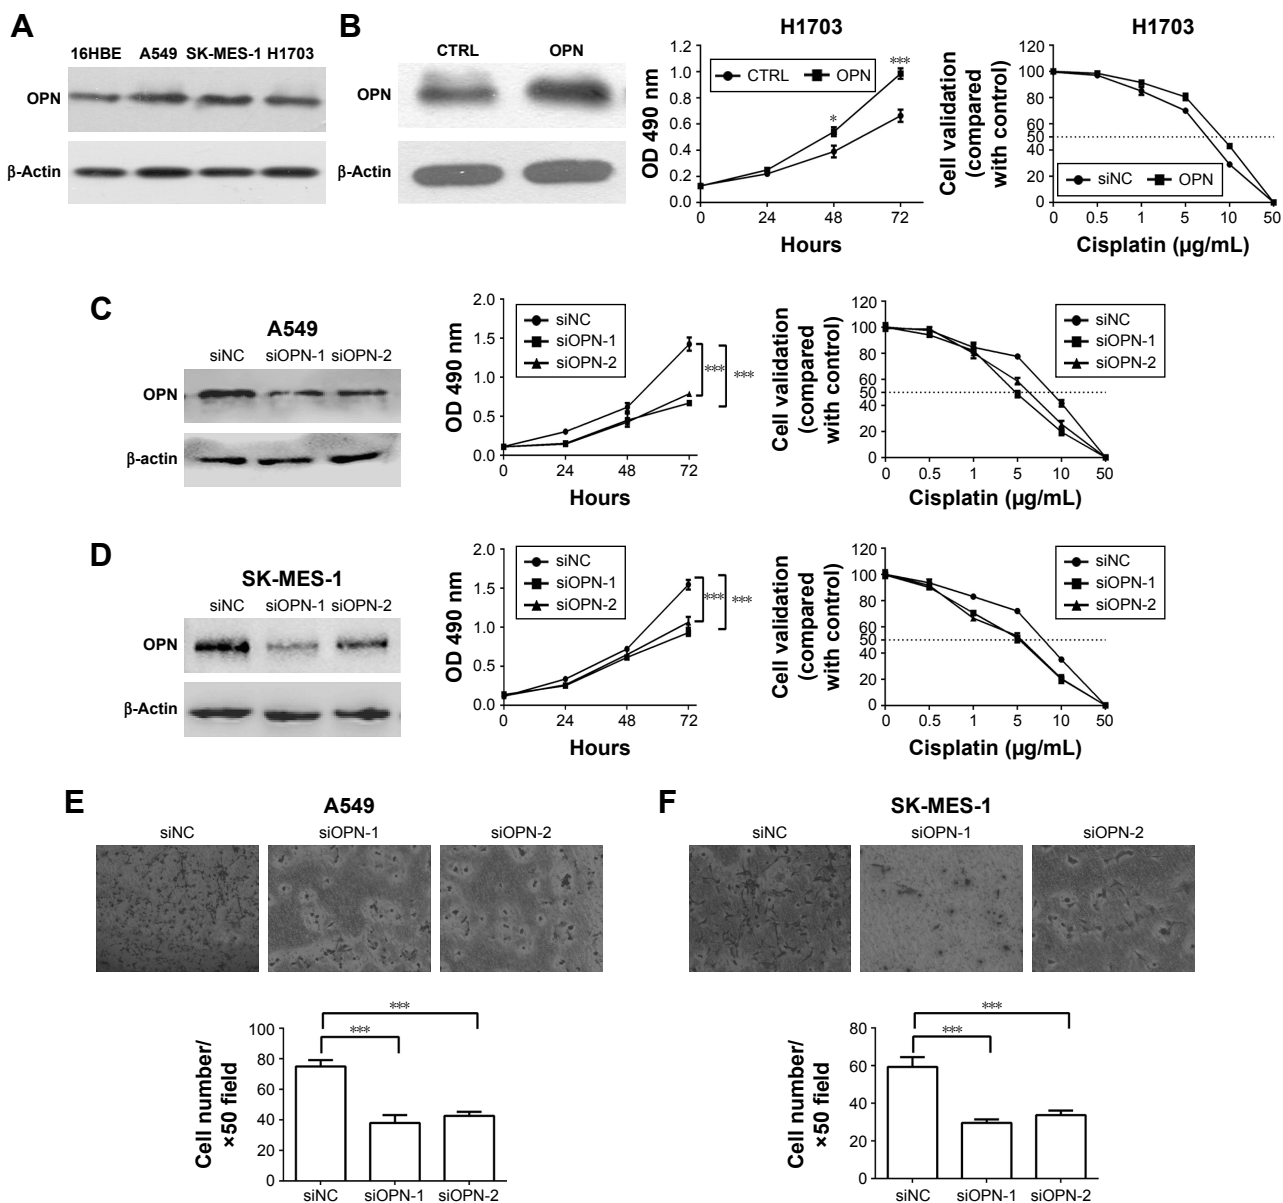 A
16HBE A549 SK-MES-1 H1703
OPN
β-Actin
B
CTRL OPN
OPN
β-Actin
H1703
OD 490 nm
1.2
1.0
0.8
0.6
0.4
0.2
0.0
CTRL OPN
*
***
0 24 48 72
Hours
H1703
Cell validation
(compared
with control)
120
100
80
60
50
40
20
0
siNC OPN
0 0.5 1 5 10 50
Cisplatin (µg/mL)
C
A549
siNC siOPN-1 siOPN-2
OPN
β-actin
OD 490 nm
2.0
1.5
1.0
0.5
0.0
siNC
siOPN-1
siOPN-2
*** ***
0 24 48 72
Hours
Cell validation
(compared
with control)
120
100
80
60
50
40
20
0
siNC
siOPN-1
siOPN-2
0 0.5 1 5 10 50
Cisplatin (µg/mL)
D
SK-MES-1
siNC siOPN-1 siOPN-2
OPN
β-Actin
OD 490 nm
2.0
1.5
1.0
0.5
0.0
siNC
siOPN-1
siOPN-2
*** ***
0 24 48 72
Hours
Cell validation
(compared
with control)
120
100
80
60
50
40
20
0
siNC
siOPN-1
siOPN-2
0 0.5 1 5 10 50
Cisplatin (µg/mL)
E
A549
siNC siOPN-1 siOPN-2
Cell number/
×50 field
100
80
60
40
20
0
***
***
siNC siOPN-1 siOPN-2
F
SK-MES-1
siNC siOPN-1 siOPN-2
Cell number/
×50 field
80
60
40
20
0
***
***
siNC siOPN-1 siOPN-2